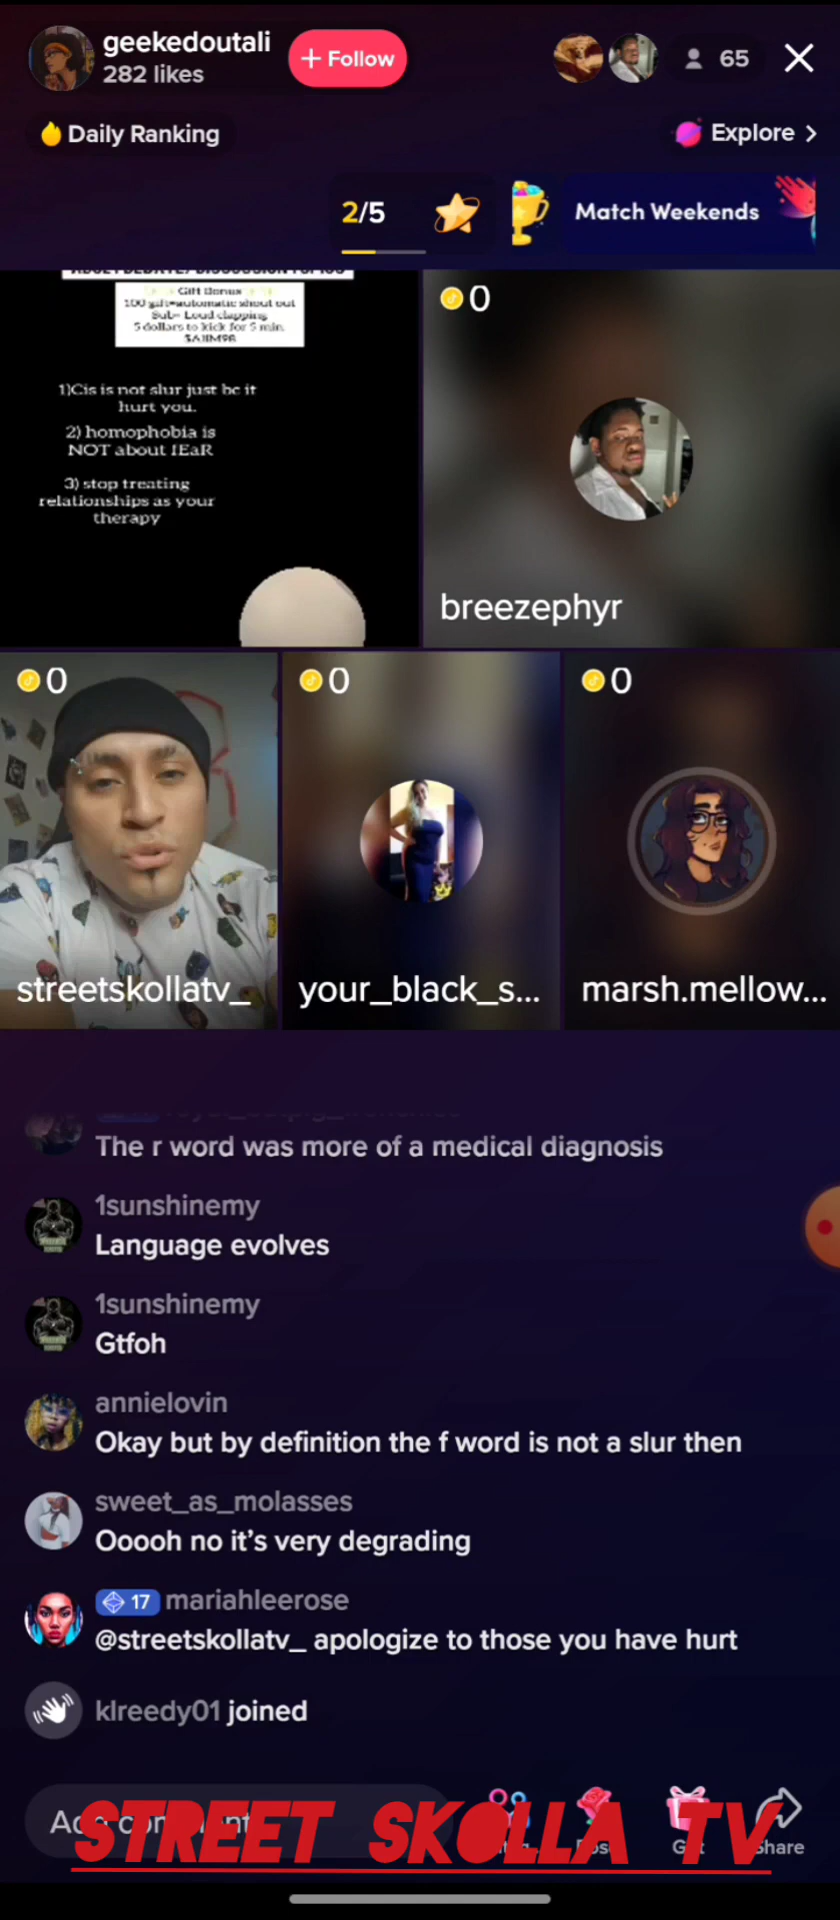 geekedoutali
282 likes
+ Follow
65
Daily Ranking
Explore >
2/5
Match Weekends
Gift Bonus
100 gift=automatic shout out
Sub= Loud clapping
5 dollars to kick for 5 min.
1)Cis is not slur just bc it
hurt you.
2) homophobia is
NOT about fEaR
3) stop treating
relationships as your
therapy
0
breezephyr
0
streetskollatv_
0
your_black_s...
0
marsh.mellow...
The r word was more of a medical diagnosis
1sunshinemy
Language evolves
1sunshinemy
Gtfoh
annielovin
Okay but by definition the f word is not a slur then
sweet_as_molasses
Ooooh no it's very degrading
17 mariahleerose
@streetskollatv_ apologize to those you have hurt
klreedy01 joined
STREET SKOLLA TV
Share